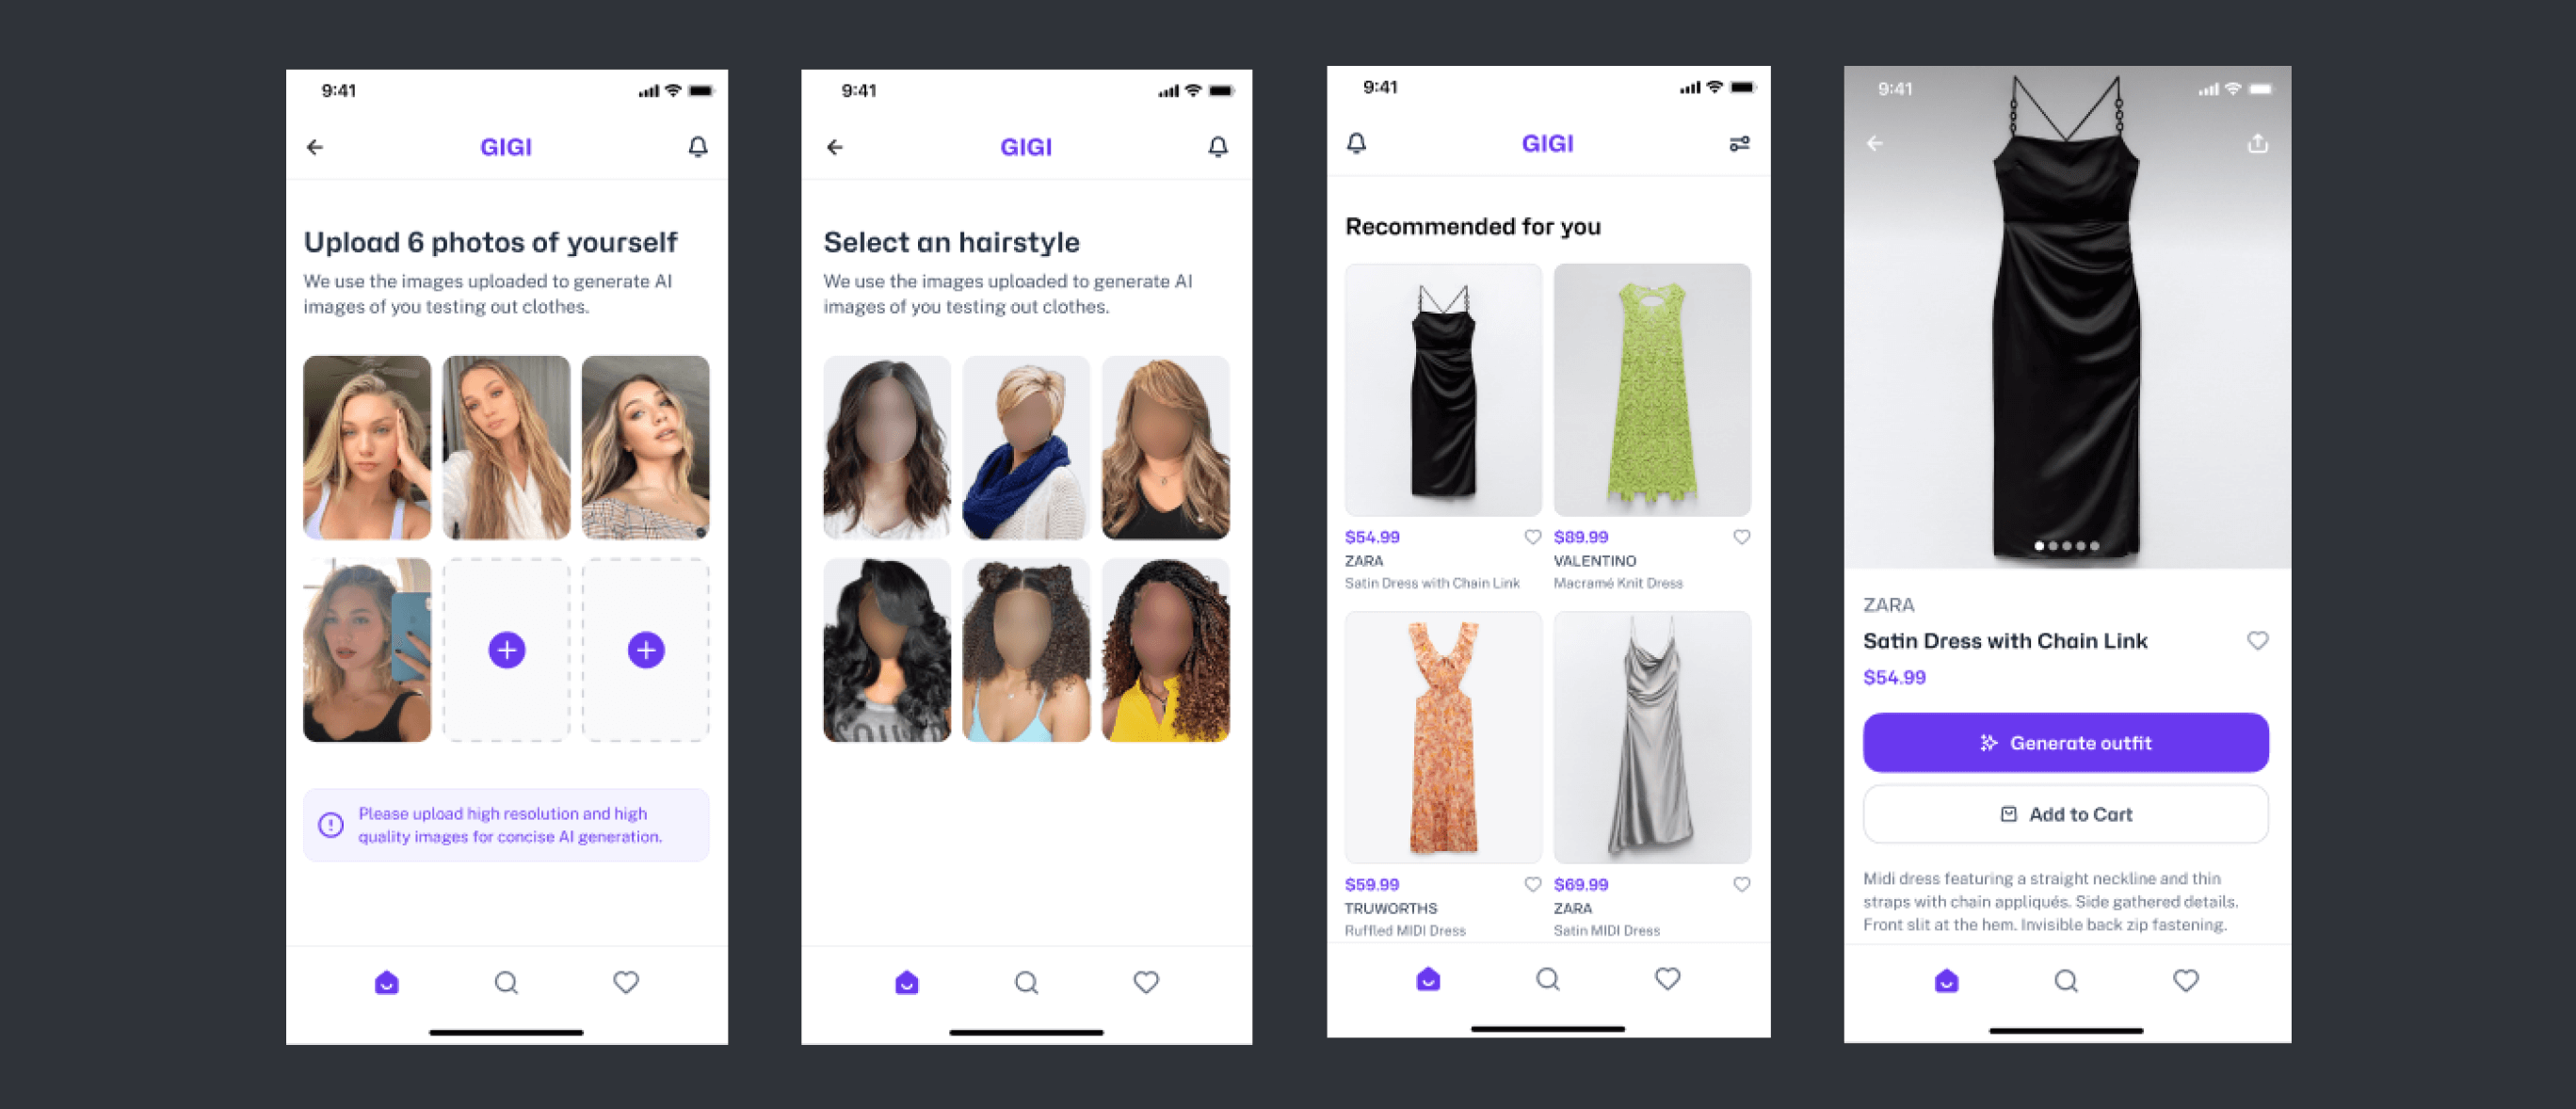 9:41
GIGI
Upload 6 photos of yourself
We use the images uploaded to generate AI
images of you testing out clothes.
Please upload high resolution and high
quality images for concise AI generation.
9:41
GIGI
Select an hairstyle
We use the images uploaded to generate AI
images of you testing out clothes.
9:41
GIGI
Recommended for you
$54.99
ZARA
Satin Dress with Chain Link
$89.99
VALENTINO
Macramé Knit Dress
$59.99
TRUWORTHS
Ruffled MIDI Dress
$69.99
ZARA
Satin MIDI Dress
9:41
ZARA
Satin Dress with Chain Link
$54.99
Generate outfit
Add to Cart
Midi dress featuring a straight neckline and thin
straps with chain appliqués. Side gathered details.
Front slit at the hem. Invisible back zip fastening.